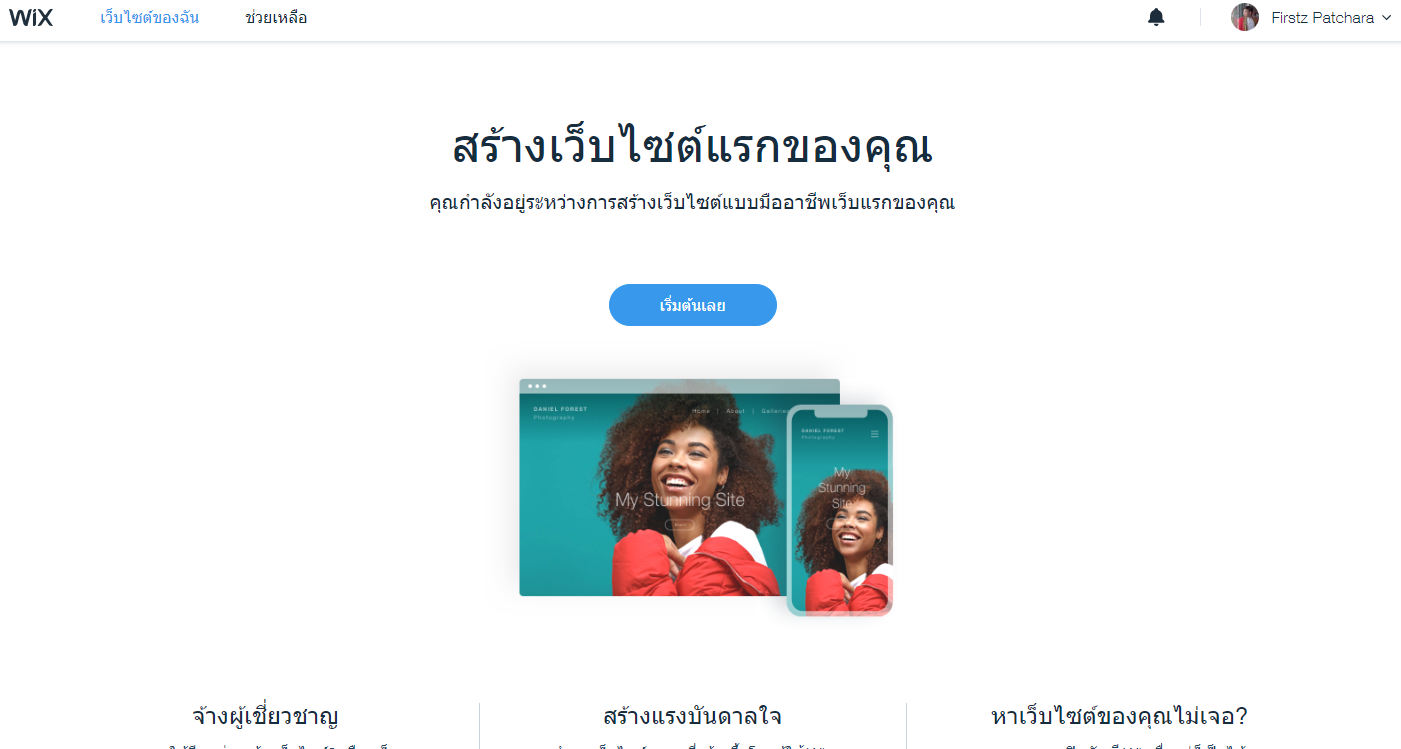 WiX
เว็บไซต์ของฉัน
ช่วยเหลือ
Firstz Patchara
สร้างเว็บไซต์แรกของคุณ
คุณกำลังอยู่ระหว่างการสร้างเว็บไซต์แบบมืออาชีพเว็บแรกของคุณ
เริ่มต้นเลย
DANIEL FOREST
Photography
Home | About | Galleries
My Stunning Site
DANIEL FOREST
Photography
My
Stunning
Site
จ้างผู้เชี่ยวชาญ
สร้างแรงบันดาลใจ
หาเว็บไซต์ของคุณไม่เจอ?